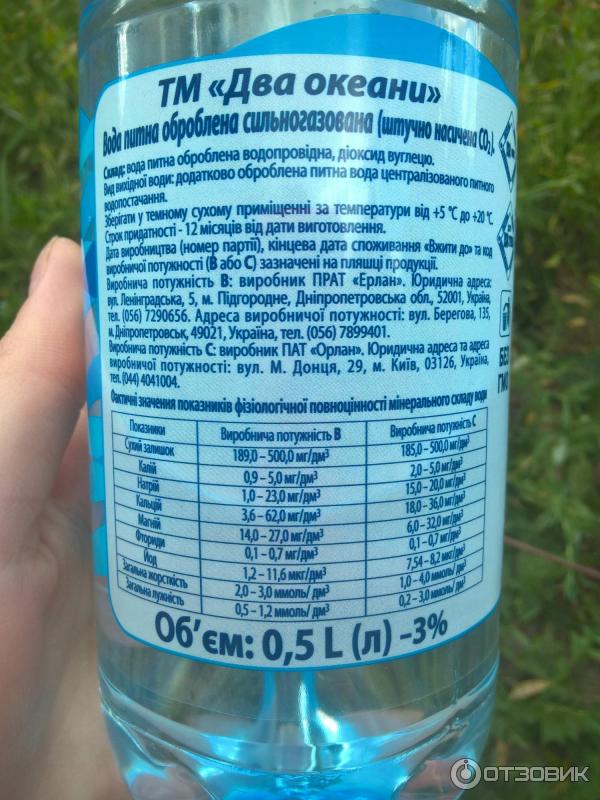 ТМ «Два океани»
Вода питна оброблена сильногазована (штучно насичена CO₂)
Склад: вода питна оброблена водопровідна, діоксид вуглецю.
Вид вихідної води: додатково оброблена питна вода централізованого питного
водопостачання.
Зберігати у темному сухому приміщенні за температури від +5 °С до +20 °С.
Строк придатності - 12 місяців від дати виготовлення.
Дата виробництва (номер партії), кінцева дата споживання «Вжити до» та код
виробничої потужності (В або С) зазначені на пляшці продукції.
Виробнича потужність В: виробник ПРАТ «Ерлан». Юридична адреса:
вул. Ленінградська, 5, м. Підгородне, Дніпропетровська обл., 52001, Україна,
тел. (056) 7290656. Адреса виробничої потужності: вул. Берегова, 135,
м. Дніпропетровськ, 49021, Україна, тел. (056) 7899401.
Виробнича потужність С: виробник ПАТ «Орлан». Юридична адреса та адреса
виробничої потужності: вул. М. Донця, 29, м. Київ, 03126, Україна,
тел. (044) 4041004.
Фактичні значення показників фізіологічної повноцінності мінерального складу води
Показники Виробнича потужність В Виробнича потужність С
Сухий залишок 189,0 – 500,0 мг/дм³ 185,0 – 500,0 мг/дм³
Калій 0,9 – 5,0 мг/дм³ 2,0 – 5,0 мг/дм³
Натрій 1,0 – 23,0 мг/дм³ 15,0 – 20,0 мг/дм³
Кальцій 3,6 – 62,0 мг/дм³ 18,0 – 36,0 мг/дм³
Магній 14,0 – 27,0 мг/дм³ 6,0 – 32,0 мг/дм³
Фториди 0,1 – 0,7 мг/дм³ 0,1 – 0,7 мг/дм³
Йод 1,2 – 11,6 мкг/дм³ 7,54 – 8,2 мкг/дм³
Загальна жорсткість 2,0 – 3,0 ммоль/ дм³ 1,0 – 4,0 ммоль/дм³
Загальна лужність 0,5 – 1,2 ммоль/ дм³ 0,2 – 3,0 ммоль/ дм³
Об’єм: 0,5 L (л) –3%
БЕЗ
ГМО
ОТЗОВИК